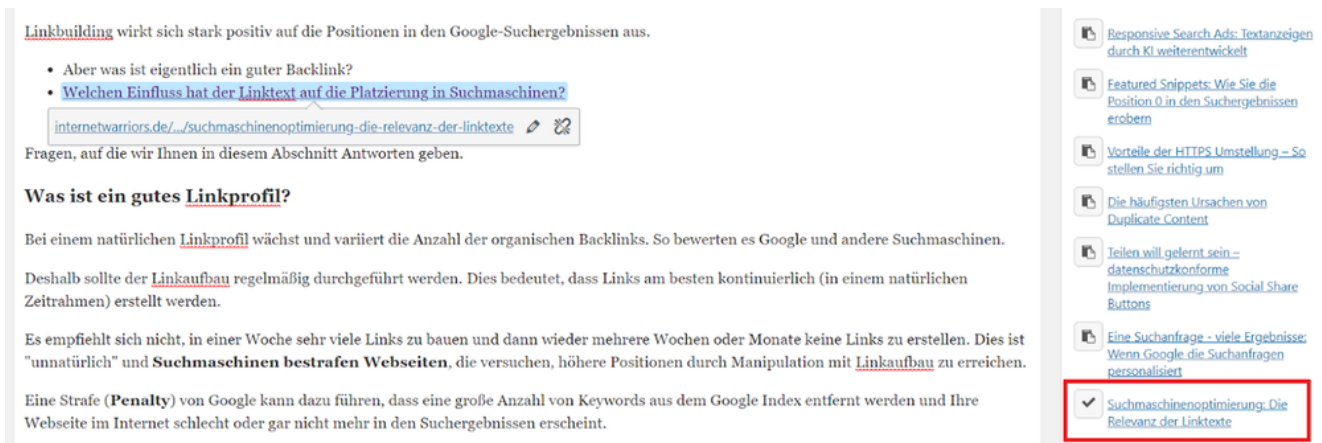 Linkbuilding wirkt sich stark positiv auf die Positionen in den Google-Suchergebnissen aus.
• Aber was ist eigentlich ein guter Backlink?
• Welchen Einfluss hat der Linktext auf die Platzierung in Suchmaschinen?
internetwarriors.de/.../suchmaschinenoptimierung-die-relevanz-der-linktexte
Fragen, auf die wir Ihnen in diesem Abschnitt Antworten geben.
Was ist ein gutes Linkprofil?
Bei einem natürlichen Linkprofil wächst und variiert die Anzahl der organischen Backlinks. So bewerten es Google und andere Suchmaschinen.
Deshalb sollte der Linkaufbau regelmäßig durchgeführt werden. Dies bedeutet, dass Links am besten kontinuierlich (in einem natürlichen
Zeitrahmen) erstellt werden.
Es empfiehlt sich nicht, in einer Woche sehr viele Links zu bauen und dann wieder mehrere Wochen oder Monate keine Links zu erstellen. Dies ist
"unnatürlich" und Suchmaschinen bestrafen Webseiten, die versuchen, höhere Positionen durch Manipulation mit Linkaufbau zu erreichen.
Eine Strafe (Penalty) von Google kann dazu führen, dass eine große Anzahl von Keywords aus dem Google Index entfernt werden und Ihre
Webseite im Internet schlecht oder gar nicht mehr in den Suchergebnissen erscheint.
Responsive Search Ads: Textanzeigen
durch KI weiterentwickelt
Featured Snippets: Wie Sie die
Position 0 in den Suchergebnissen
erobern
Vorteile der HTTPS Umstellung – So
stellen Sie richtig um
Die häufigsten Ursachen von
Duplicate Content
Teilen will gelernt sein –
datenschutzkonforme
Implementierung von Social Share
Buttons
Eine Suchanfrage - viele Ergebnisse:
Wenn Google die Suchanfragen
personalisiert
Suchmaschinenoptimierung: Die
Relevanz der Linktexte